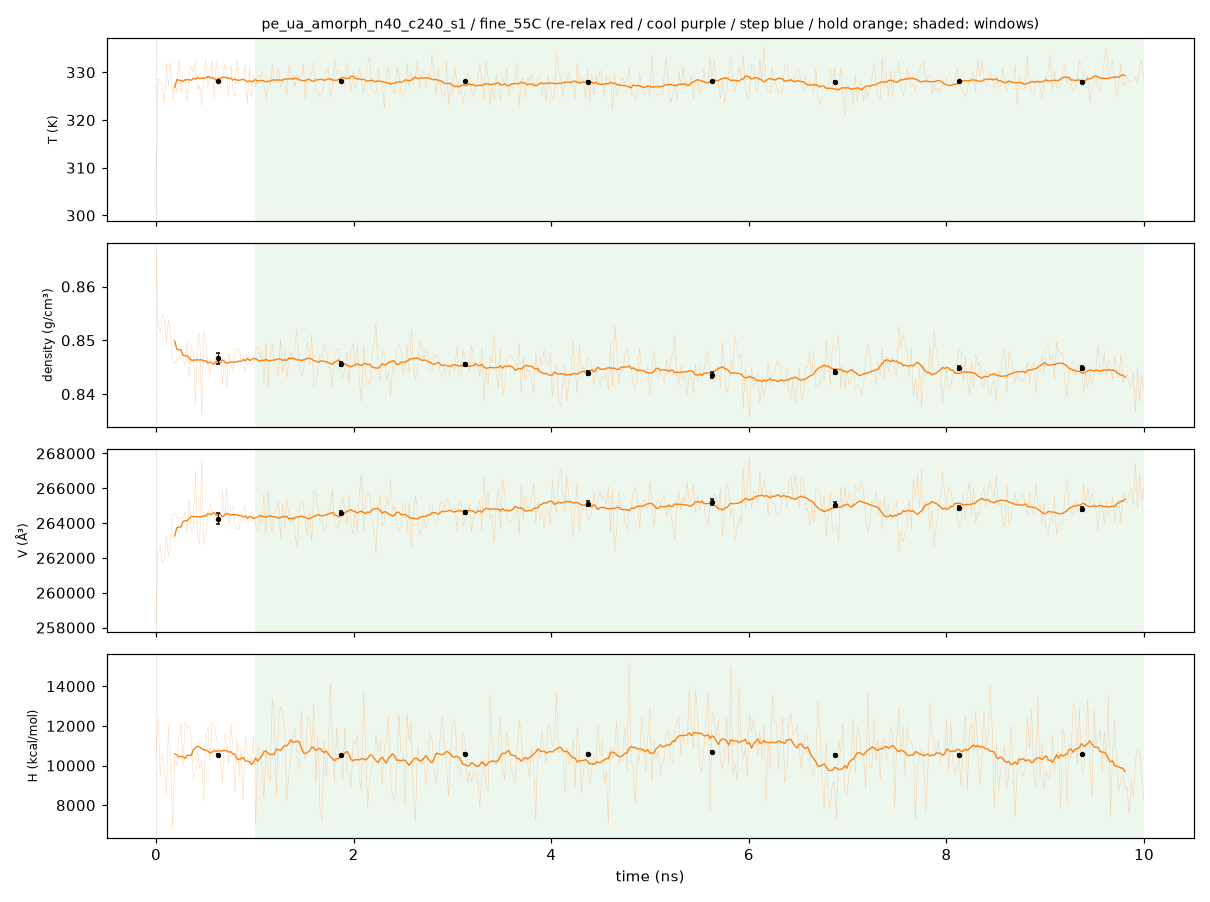 pe_ua_amorph_n40_c240_s1 / fine_55C (re-relax red / cool purple / step blue / hold orange; shaded: windows)
T (K)
330
320
310
300
density (g/cm³)
0.86
0.85
0.84
V (Å³)
268000
266000
264000
262000
260000
258000
H (kcal/mol)
14000
12000
10000
8000
0 2 4 6 8 10
time (ns)